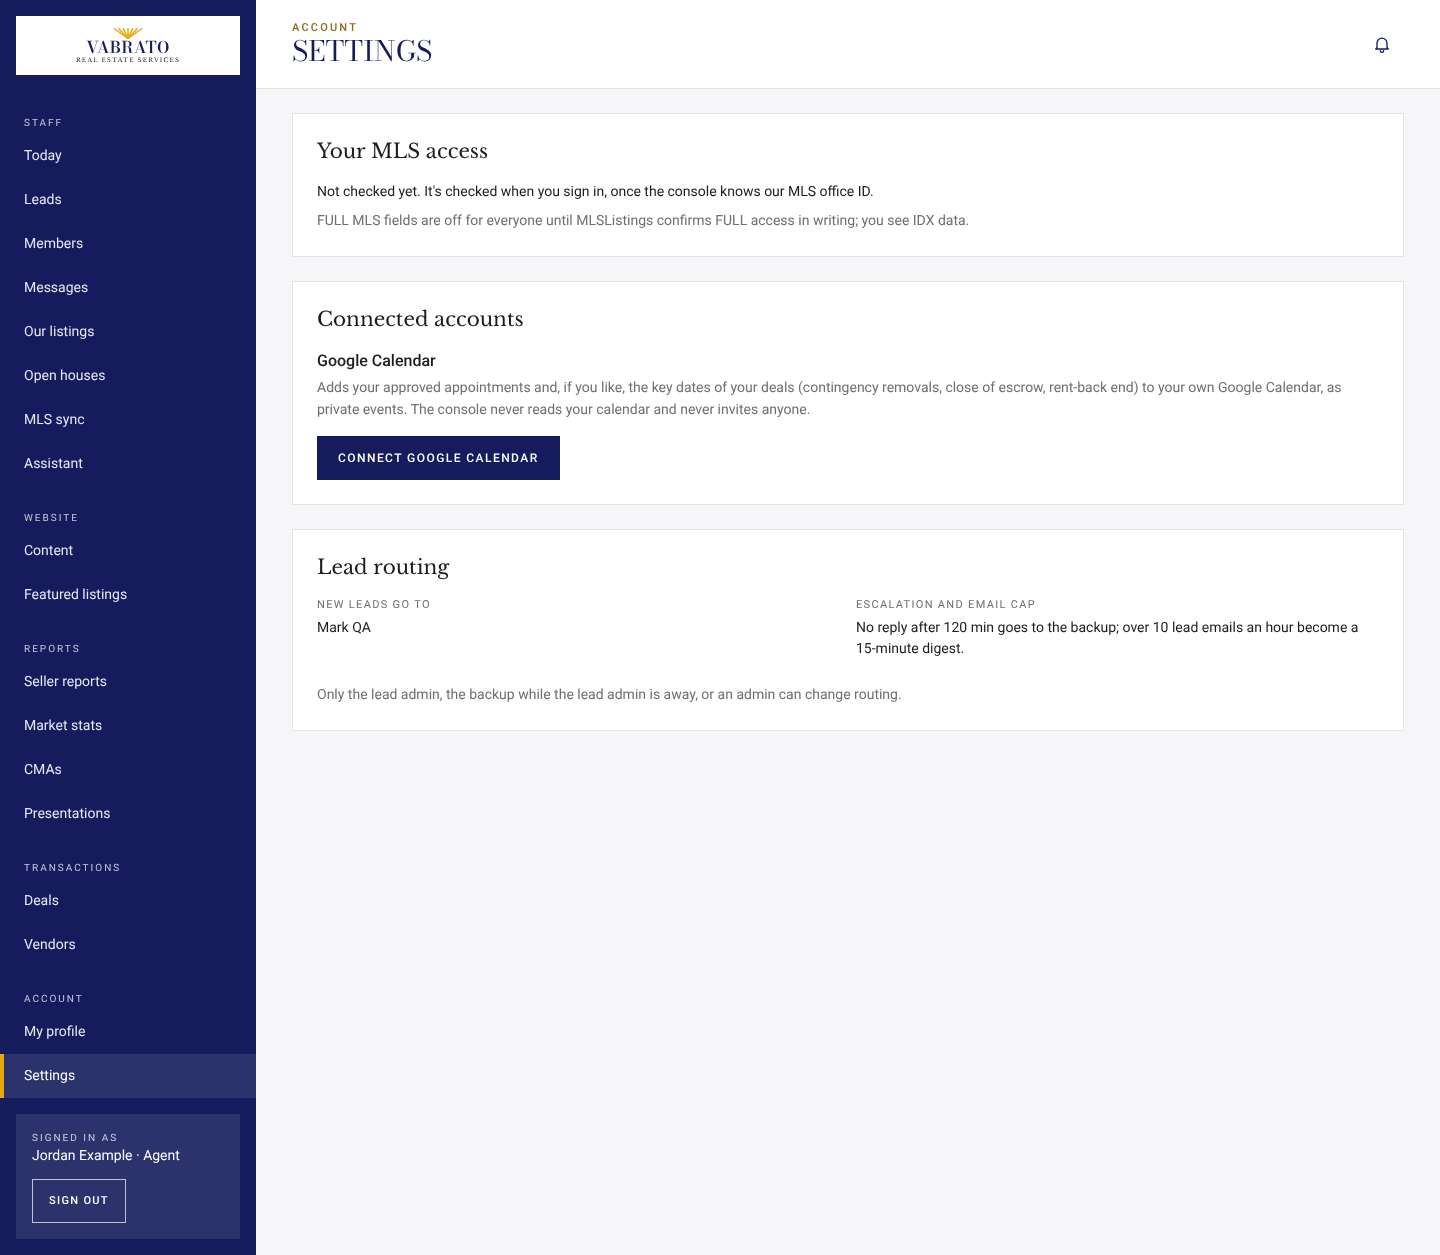 VABRATO
REAL ESTATE SERVICES
STAFF
Today
Leads
Members
Messages
Our listings
Open houses
MLS sync
Assistant
WEBSITE
Content
Featured listings
REPORTS
Seller reports
Market stats
CMAs
Presentations
TRANSACTIONS
Deals
Vendors
ACCOUNT
My profile
Settings
SIGNED IN AS
Jordan Example · Agent
SIGN OUT
ACCOUNT
SETTINGS
Your MLS access
Not checked yet. It's checked when you sign in, once the console knows our MLS office ID.
FULL MLS fields are off for everyone until MLSListings confirms FULL access in writing; you see IDX data.
Connected accounts
Google Calendar
Adds your approved appointments and, if you like, the key dates of your deals (contingency removals, close of escrow, rent-back end) to your own Google Calendar, as
private events. The console never reads your calendar and never invites anyone.
CONNECT GOOGLE CALENDAR
Lead routing
NEW LEADS GO TO
Mark QA
ESCALATION AND EMAIL CAP
No reply after 120 min goes to the backup; over 10 lead emails an hour become a
15-minute digest.
Only the lead admin, the backup while the lead admin is away, or an admin can change routing.